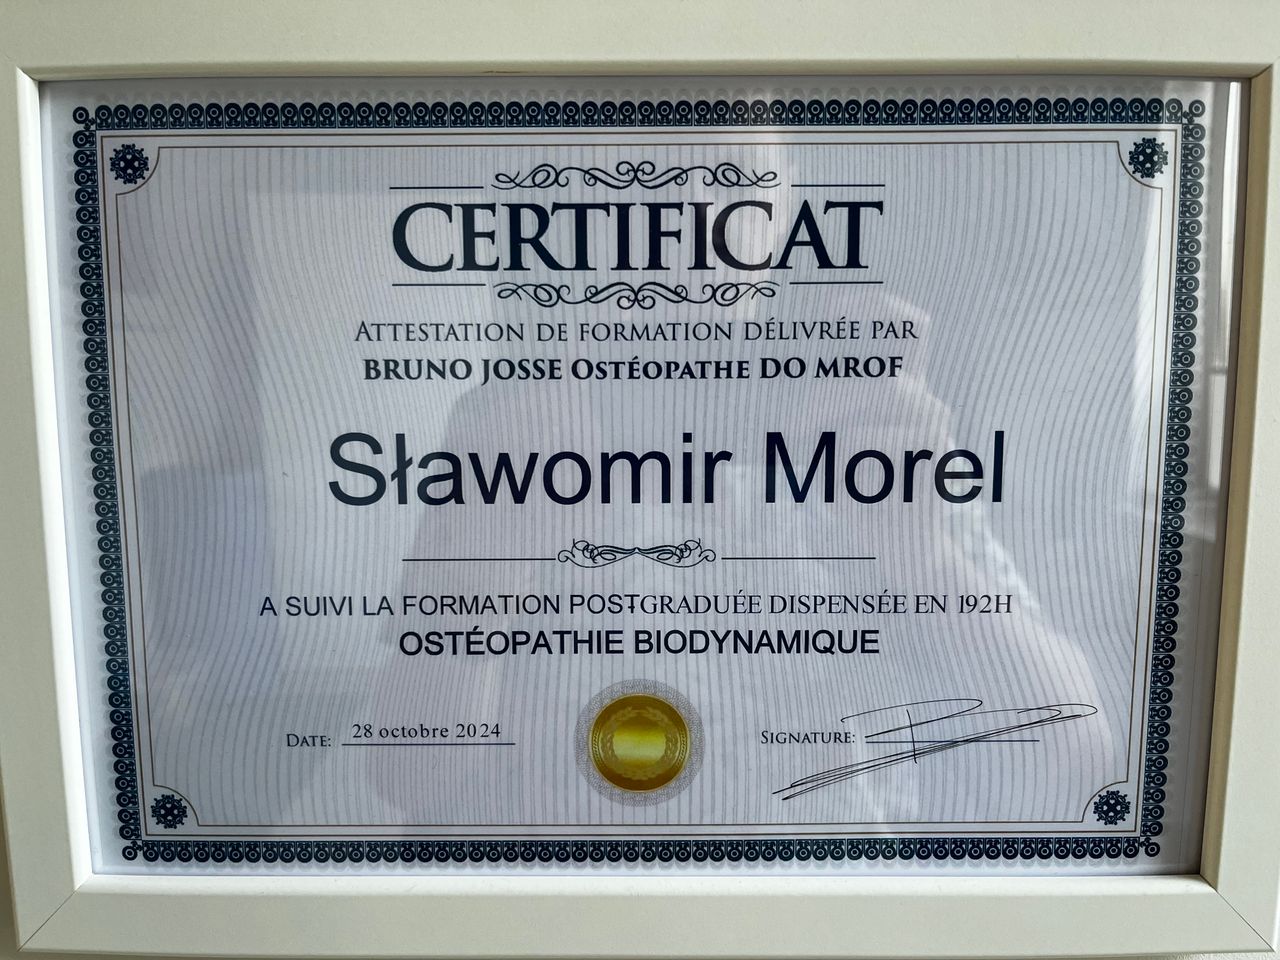 CERTIFICAT
ATTESTATION DE FORMATION DÉLIVRÉE PAR
BRUNO JOSSE OSTÉOPATHE DO MROF
Sławomir Morel
A SUIVI LA FORMATION POSTGRADUÉE DISPENSÉE EN 192H
OSTÉOPATHIE BIODYNAMIQUE
DATE: 28 octobre 2024
SIGNATURE: